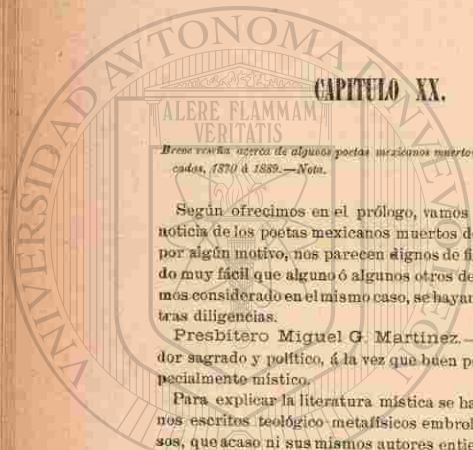 CAPITULO XX.
Breve reseña acerca de algunos poetas mexicanos muerto
cados, 1870 á 1889.—Nota.
Según ofrecimos en el prólogo, vamos
noticia de los poetas mexicanos muertos d
por algún motivo, nos parecen dignos de fi
do muy fácil que alguno ó algunos otros de
mos considerado en el mismo caso, se hayan
tras diligencias.
Presbítero Miguel G. Martínez.—
dor sagrado y político, á la vez que buen p
pecialmente místico.
Para explicar la literatura mística se ha
nos escritos teológico metafísicos embrol
sos, que acaso ni sus mismos autores entie
UNIVERSIDAD AUTONOMA
ALERE FLAMMAM
VERITATIS